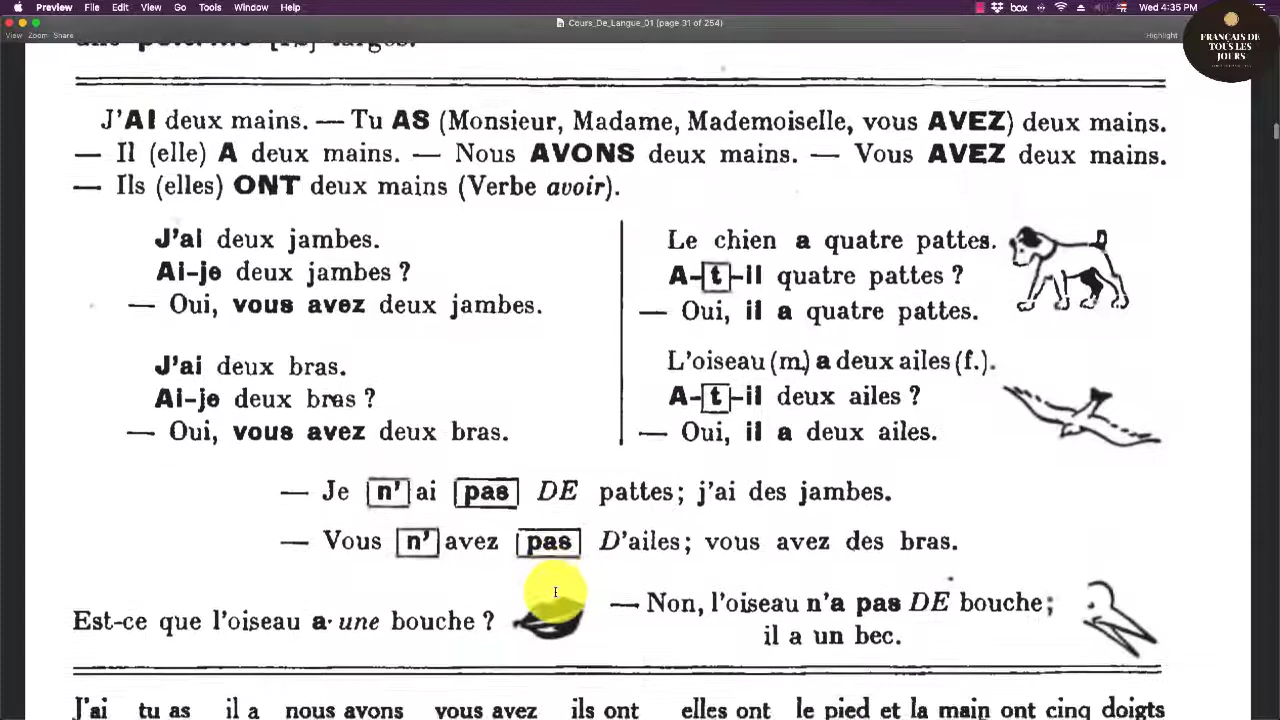 Preview File Edit View Go Tools Window Help
box
Wed 4:35 PM
Cours_De_Langue_01 (page 31 of 254)
View Zoom Share
Highlight
FRANÇAIS DE
TOUS LES
JOURS
J'AI deux mains. — Tu AS (Monsieur, Madame, Mademoiselle, vous AVEZ) deux mains.
— Il (elle) A deux mains. — Nous AVONS deux mains. — Vous AVEZ deux mains.
— Ils (elles) ONT deux mains (Verbe avoir).
J'ai deux jambes.
Ai-je deux jambes ?
— Oui, vous avez deux jambes.
J'ai deux bras.
Ai-je deux bras ?
— Oui, vous avez deux bras.
Le chien a quatre pattes.
A-t-il quatre pattes ?
— Oui, il a quatre pattes.
L'oiseau (m.) a deux ailes (f.).
A-t-il deux ailes ?
— Oui, il a deux ailes.
— Je n'ai pas DE pattes ; j'ai des jambes.
— Vous n'avez pas D'ailes ; vous avez des bras.
Est-ce que l'oiseau a une bouche ?
— Non, l'oiseau n'a pas DE bouche ;
il a un bec.
J'ai tu as il a nous avons vous avez ils ont elles ont le pied et la main ont cinq doigts